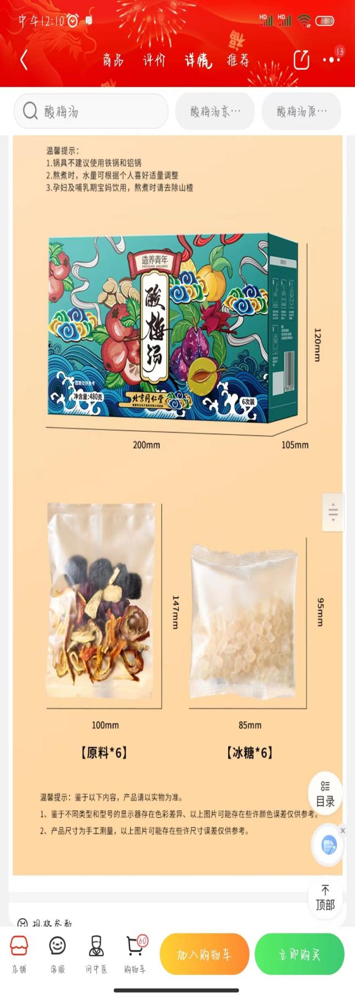 中午12:10
HD HD 63
商品 评价 详情 推荐
13
酸梅汤 酸梅汤京… 酸梅汤原…
温馨提示：
1.锅具不建议使用铁锅和铝锅
2.熬煮时，水量可根据个人喜好适量调整
3.孕妇及哺乳期宝妈饮用，熬煮时请去除山楂
造养青年
ZAOYOUNG WELLNESS
酸梅汤
图案仅供参考
净含量:480克
北京同仁堂
6次装
120mm
200mm
105mm
147mm
95mm
100mm
85mm
【原料*6】
【冰糖*6】
温馨提示：鉴于以下内容，产品请以实物为准。
1、鉴于不同类型和型号的显示器存在色彩差异、以上图片可能存在些许颜色误差仅供参考。
2、产品尺寸为手工测量，以上图片可能存在些许尺寸误差仅供参考。
目录
顶部
规格参数
店铺
客服
问中医
60
购物车
加入购物车
立即购买